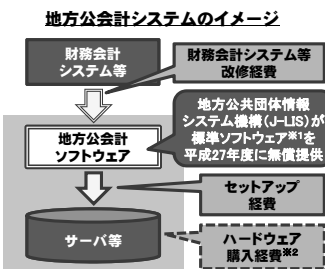 地方公会計システムのイメージ
財務会計
システム等
財務会計システム等
改修経費
地方公共団体情報
システム機構(J-LIS)が
標準ソフトウェア※1を
平成27年度に無償提供
地方公会計
ソフトウェア
セットアップ
経費
サーバ等
ハードウェア
購入経費※2